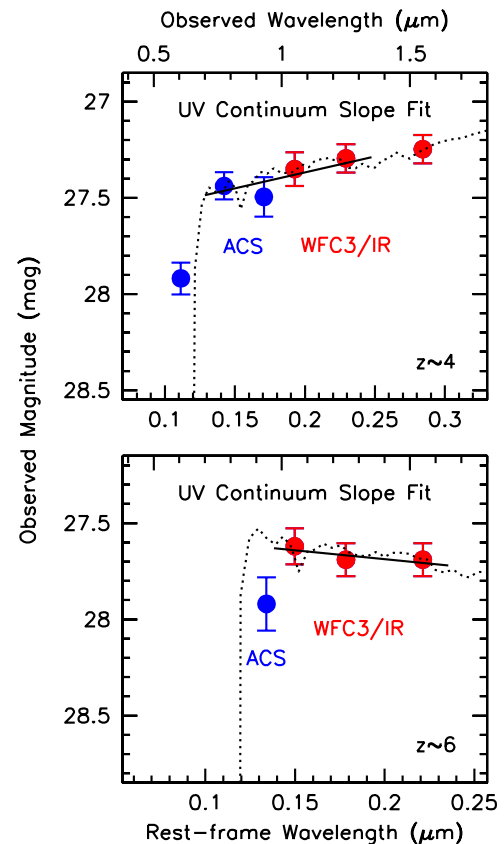 Observed Wavelength (μm)
0.5 1 1.5
UV Continuum Slope Fit
27
27.5
28
28.5
ACS WFC3/IR
z~4
0.1 0.15 0.2 0.25 0.3
Observed Magnitude (mag)
UV Continuum Slope Fit
27.5
28
28.5
WFC3/IR
ACS
z~6
0.1 0.15 0.2 0.25
Rest-frame Wavelength (μm)